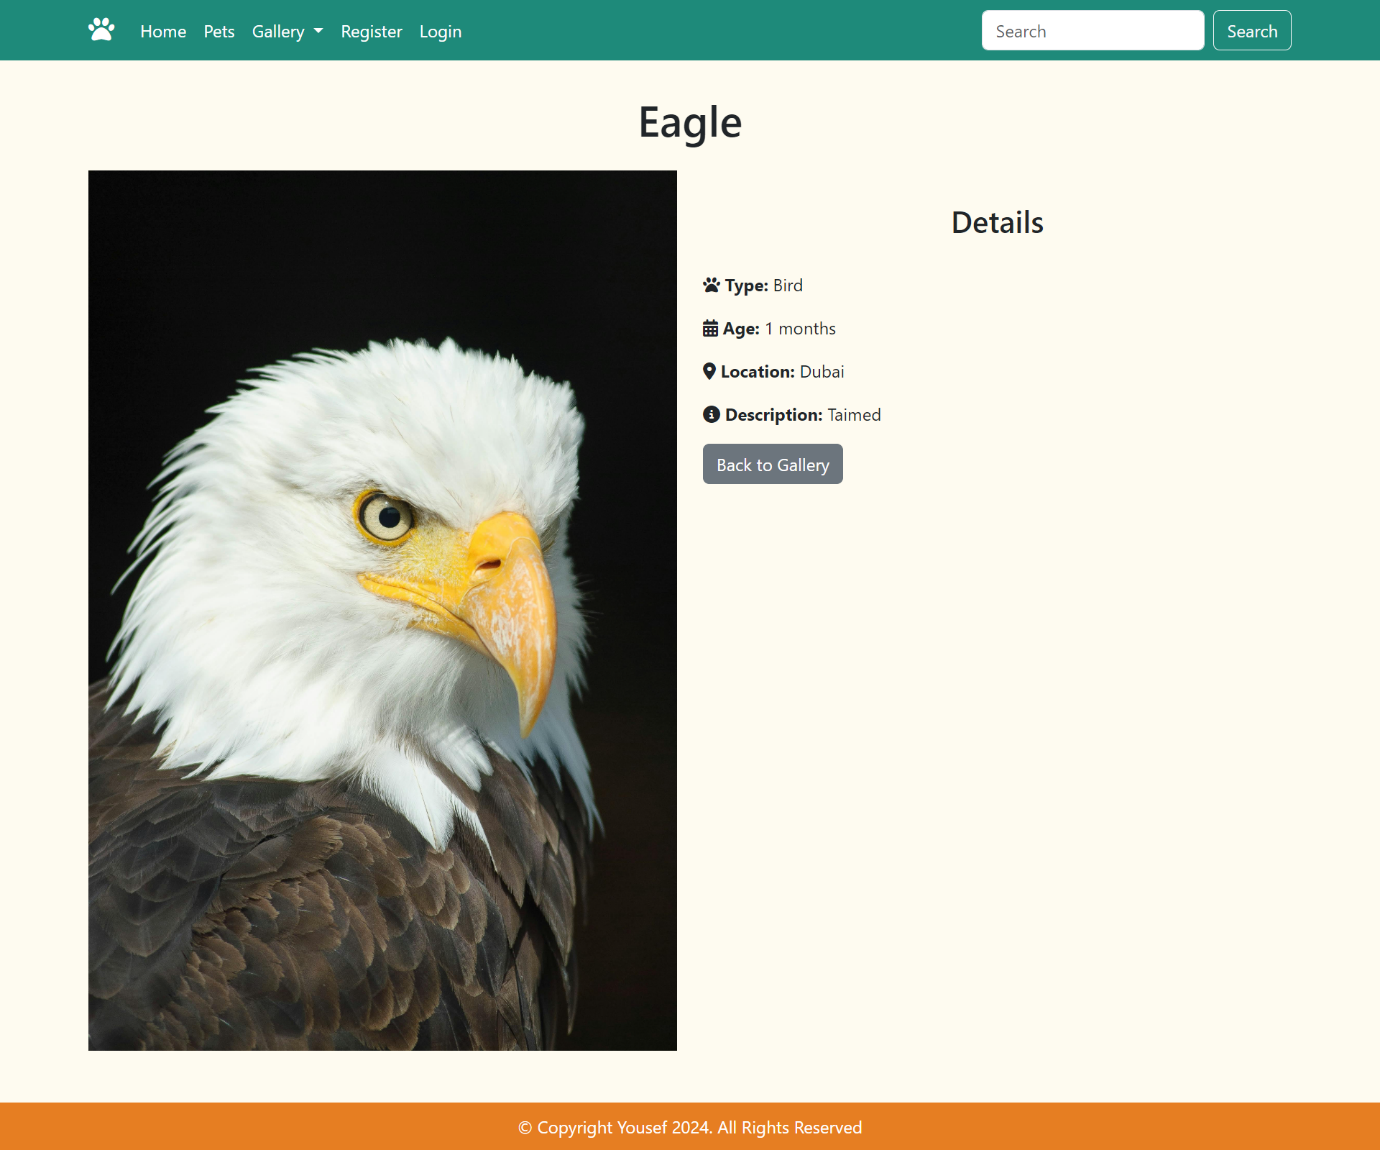 Home Pets Gallery Register Login Search Search
Eagle
Details
Type: Bird
Age: 1 months
Location: Dubai
Description: Taimed
Back to Gallery
© Copyright Yousef 2024. All Rights Reserved